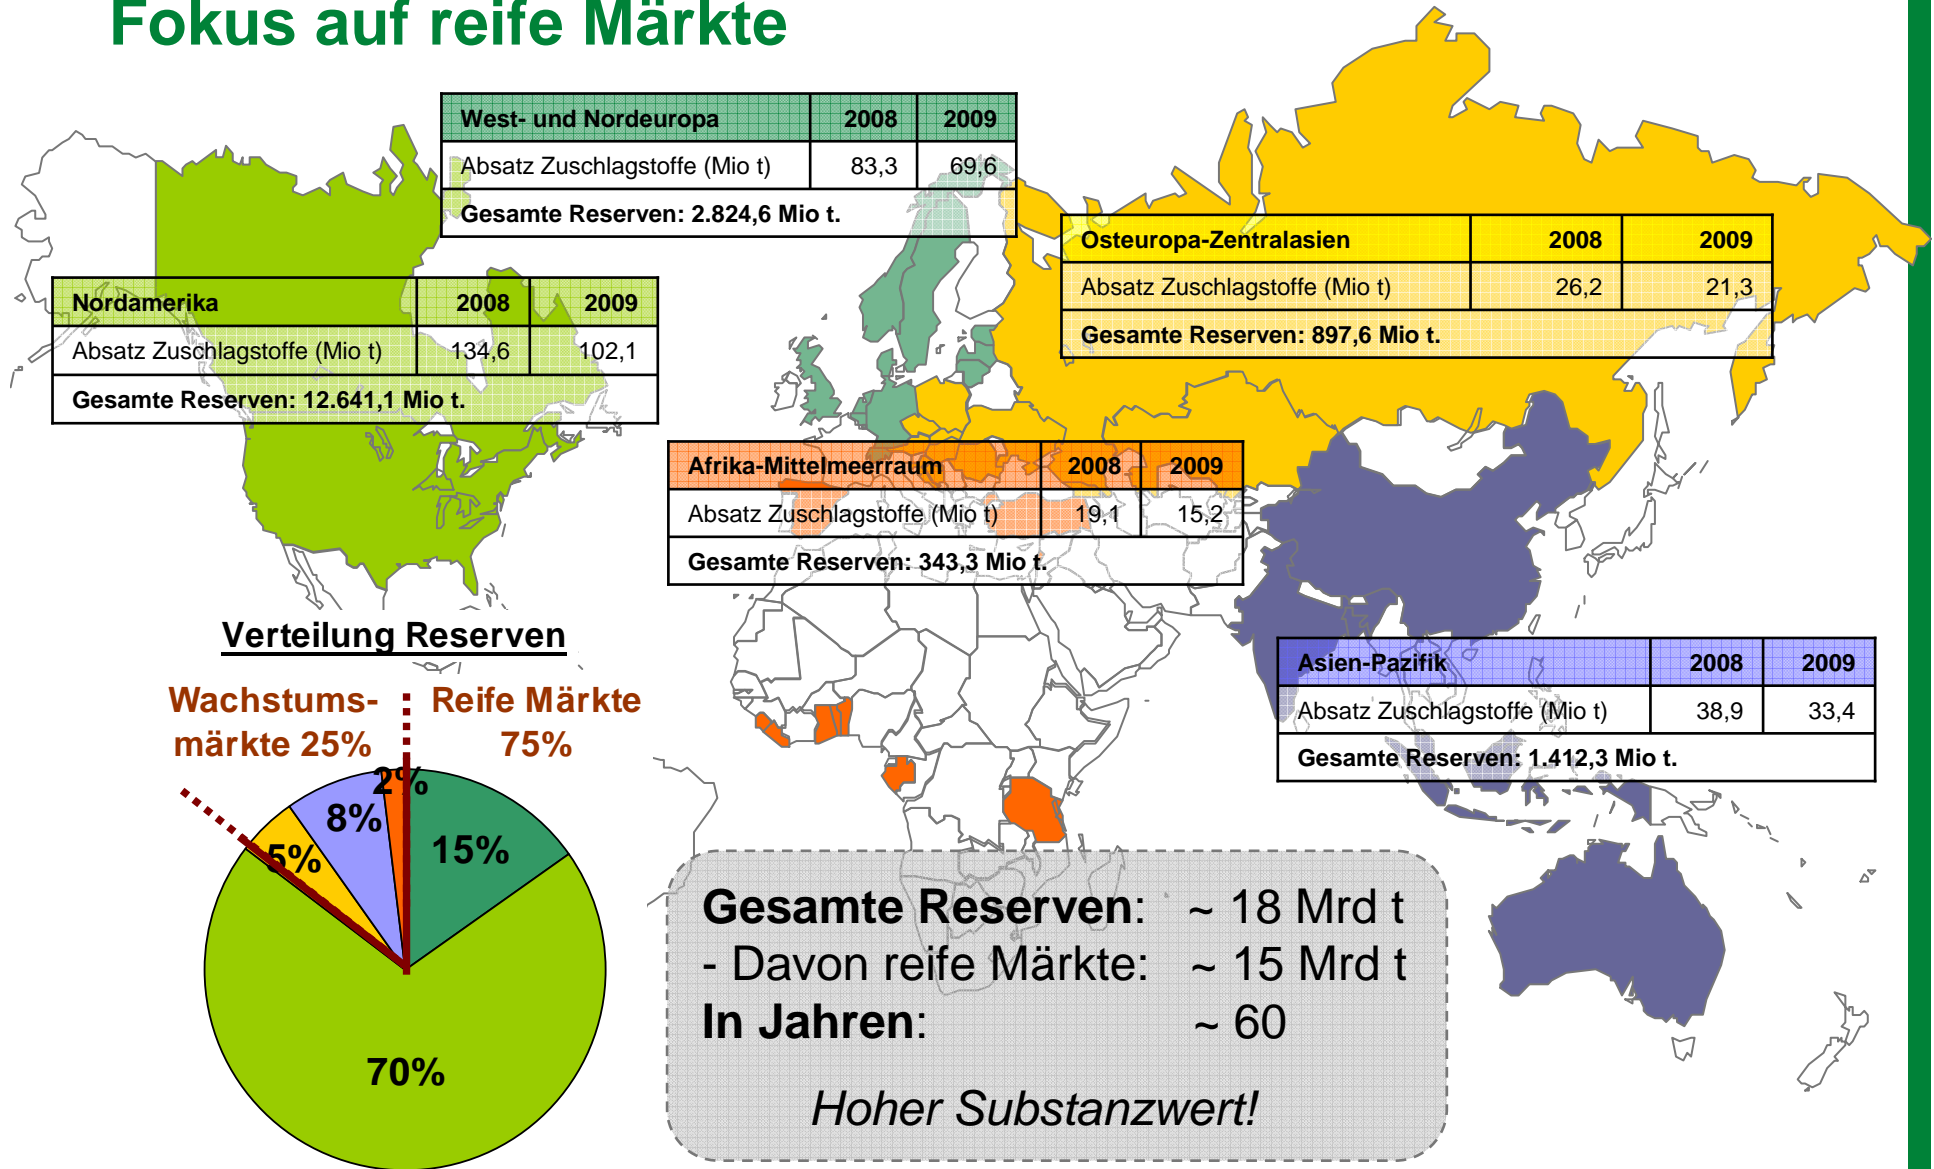 Fokus auf reife Märkte
West- und Nordeuropa 2008 2009
Absatz Zuschlagstoffe (Mio t) 83,3 69,6
Gesamte Reserven: 2.824,6 Mio t.
Osteuropa-Zentralasien 2008 2009
Absatz Zuschlagstoffe (Mio t) 26,2 21,3
Gesamte Reserven: 897,6 Mio t.
Nordamerika 2008 2009
Absatz Zuschlagstoffe (Mio t) 134,6 102,1
Gesamte Reserven: 12.641,1 Mio t.
Afrika-Mittelmeerraum 2008 2009
Absatz Zuschlagstoffe (Mio t) 19,1 15,2
Gesamte Reserven: 343,3 Mio t.
Asien-Pazifik 2008 2009
Absatz Zuschlagstoffe (Mio t) 38,9 33,4
Gesamte Reserven: 1.412,3 Mio t.
Verteilung Reserven
Wachstums-
märkte 25%
Reife Märkte
75%
2%
8%
5%
15%
70%
Gesamte Reserven: ~ 18 Mrd t
- Davon reife Märkte: ~ 15 Mrd t
In Jahren: ~ 60
Hoher Substanzwert!